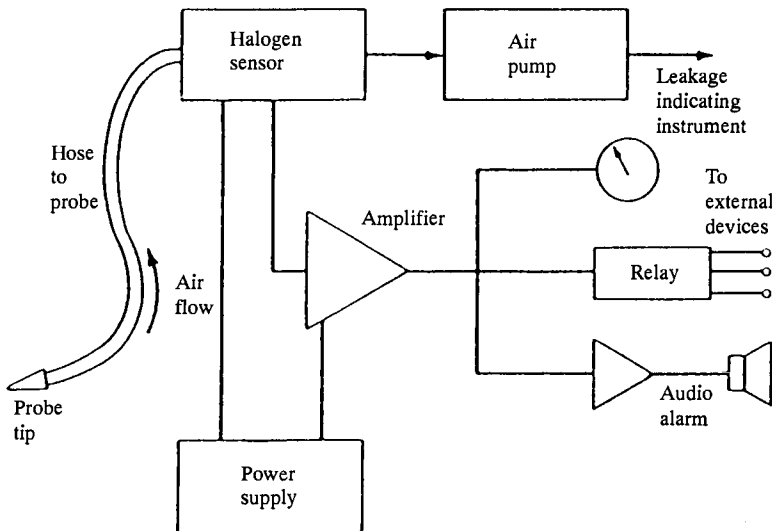 Halogen
sensor
Air
pump
Leakage
indicating
instrument
Hose
to
probe
To
external
devices
Amplifier
Air
flow
Relay
Probe
tip
Audio
alarm
Power
supply